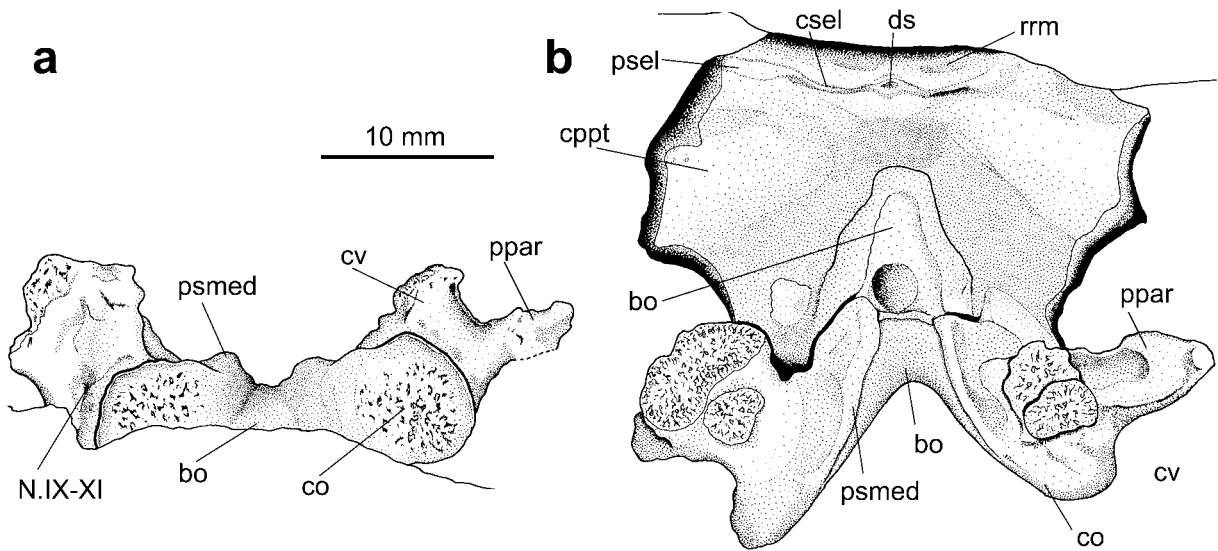 a
10 mm
cv
ppar
psmed
bo
co
N.IX-XI
b
csel
ds
rrm
psel
cppt
bo
ppar
bo
psmed
cv
co